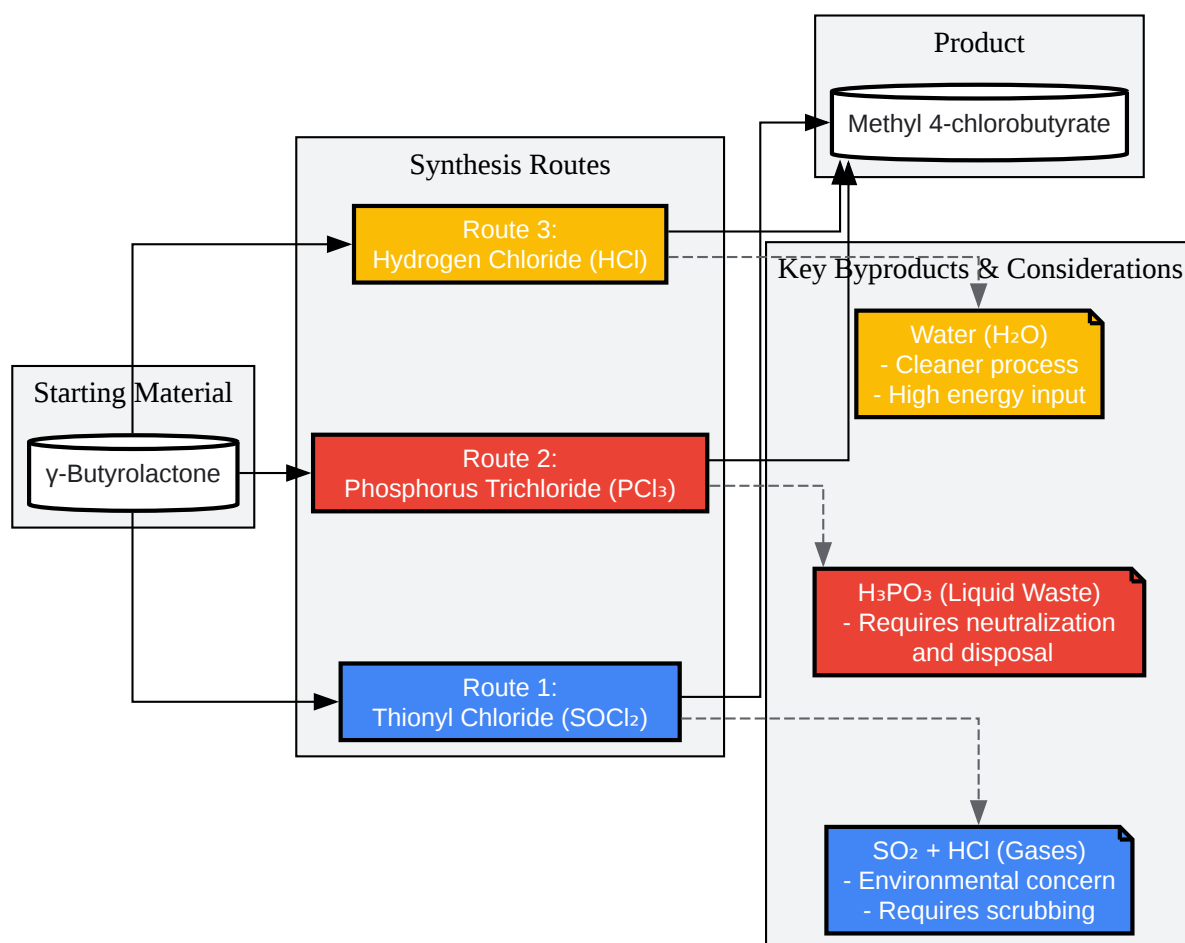 Product
Methyl 4-chlorobutyrate
Synthesis Routes
Route 3:
Hydrogen Chloride (HCl)
Key Byproducts & Considerations
Water (H₂O)
- Cleaner process
- High energy input
Starting Material
γ-Butyrolactone
Route 2:
Phosphorus Trichloride (PCl₃)
H₃PO₃ (Liquid Waste)
- Requires neutralization
and disposal
Route 1:
Thionyl Chloride (SOCl₂)
SO₂ + HCl (Gases)
- Environmental concern
- Requires scrubbing